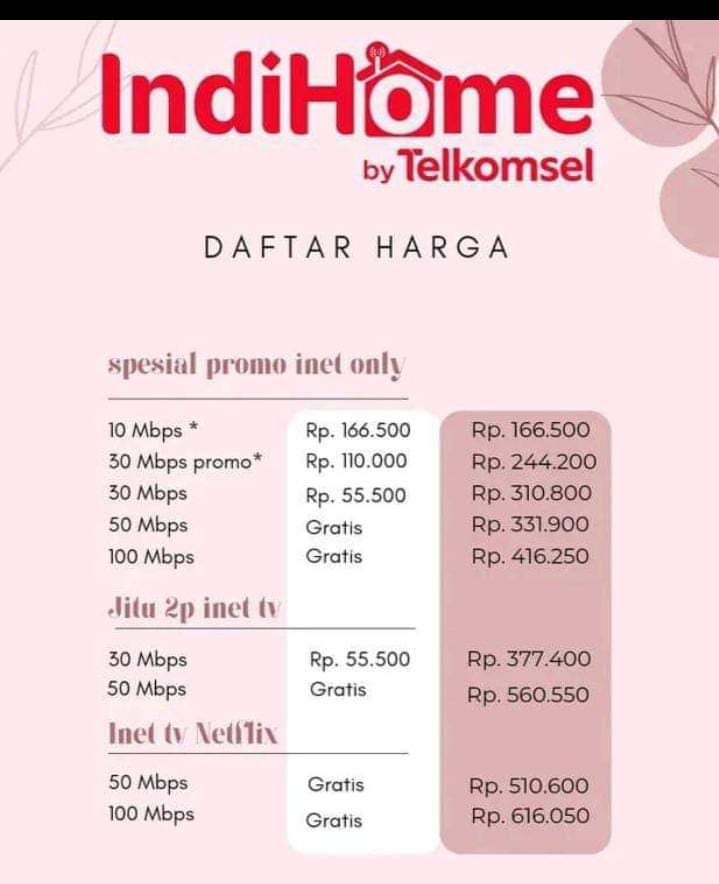 IndiHome
by Telkomsel
DAFTAR HARGA
spesial promo inet only
10 Mbps * Rp. 166.500 Rp. 166.500
30 Mbps promo* Rp. 110.000 Rp. 244.200
30 Mbps Rp. 55.500 Rp. 310.800
50 Mbps Gratis Rp. 331.900
100 Mbps Gratis Rp. 416.250
Jitu 2p inet tv
30 Mbps Rp. 55.500 Rp. 377.400
50 Mbps Gratis Rp. 560.550
Inet tv Netflix
50 Mbps Gratis Rp. 510.600
100 Mbps Gratis Rp. 616.050